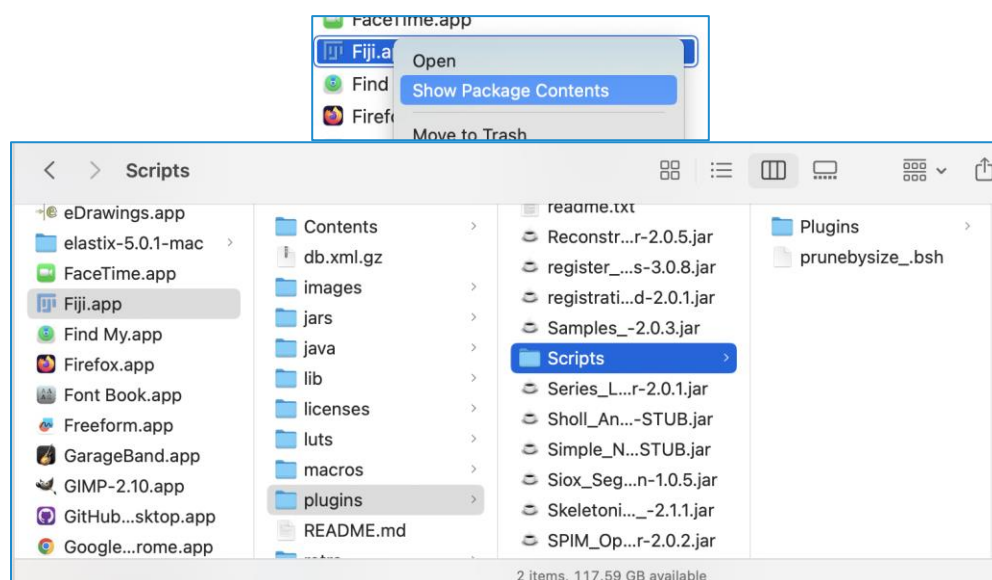 FaceTime.app
Fiji.a
Open
Find
Show Package Contents
Firef
Move to Trash
Scripts
eDrawings.app
elastix-5.0.1-mac
FaceTime.app
Fiji.app
Find My.app
Firefox.app
Font Book.app
Freeform.app
GarageBand.app
GIMP-2.10.app
GitHub...sktop.app
Google...rome.app
Contents
db.xml.gz
images
jars
java
lib
licenses
luts
macros
plugins
README.md
readme.txt
Reconstr...r-2.0.5.jar
register_...s-3.0.8.jar
registrati...d-2.0.1.jar
Samples_-2.0.3.jar
Scripts
Series_L...r-2.0.1.jar
Sholl_An...-STUB.jar
Simple_N...STUB.jar
Siox_Seg...n-1.0.5.jar
Skeletoni..._-2.1.1.jar
SPIM_Op...r-2.0.2.jar
Plugins
prunebysize_.bsh
2 items, 117.59 GB available